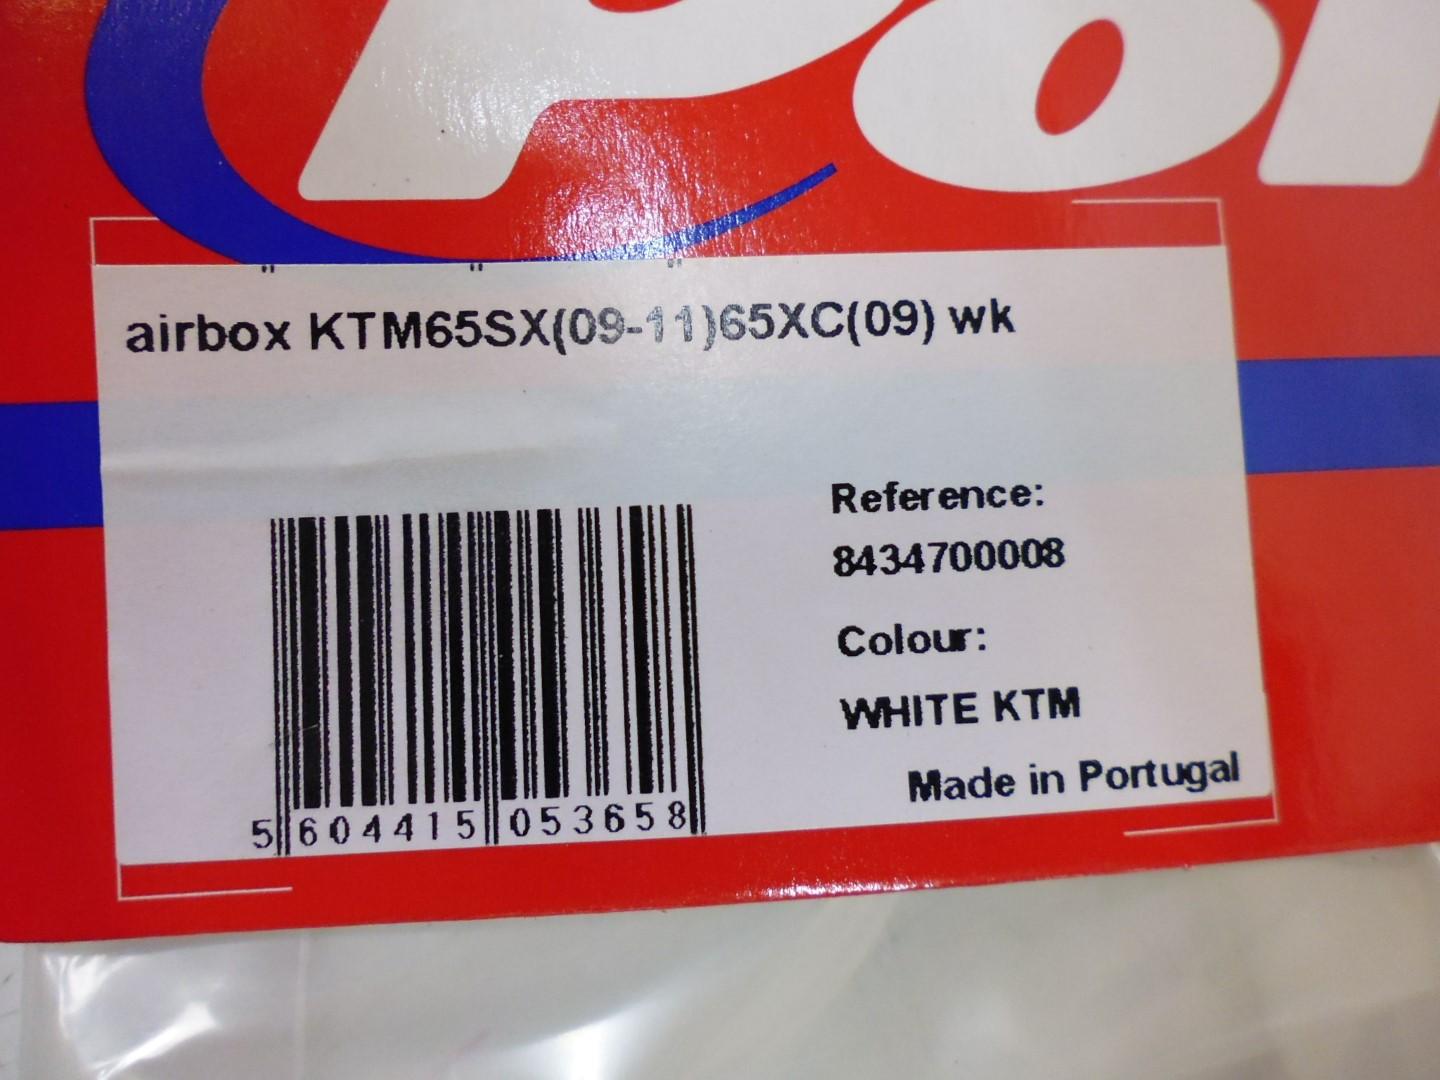 airbox KTM65SX(09-11)65XC(09) wk
Reference:
8434700008
Colour:
WHITE KTM
Made in Portugal
5 604415 053658